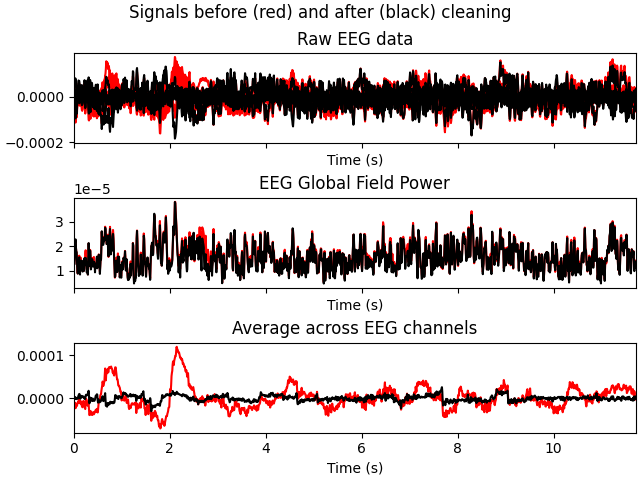 Signals before (red) and after (black) cleaning
Raw EEG data
0.0000
−0.0002
Time (s)
EEG Global Field Power
1e−5
3
2
1
Time (s)
Average across EEG channels
0.0001
0.0000
0 2 4 6 8 10
Time (s)